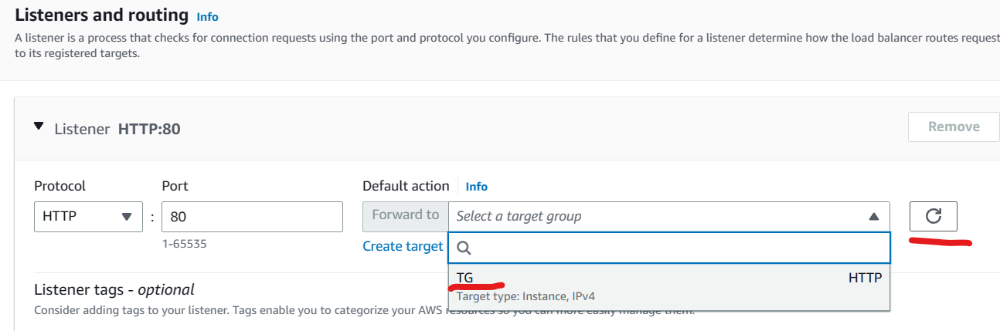 Listeners and routing Info
A listener is a process that checks for connection requests using the port and protocol you configure. The rules that you define for a listener determine how the load balancer routes request
to its registered targets.
Listener HTTP:80
Remove
Protocol Port Default action Info
HTTP : 80 Forward to Select a target group
1-65535 Create target
TG HTTP
Target type: Instance, IPv4
Listener tags - optional
Consider adding tags to your listener. Tags enable you to categorize your AWS resources so you can more easily manage them.